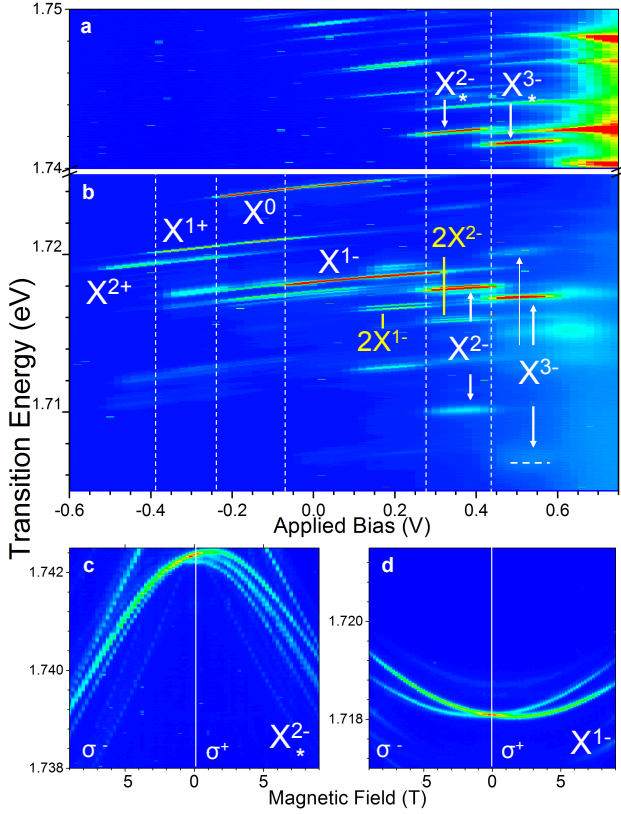 1.75
a
X²⁻*
X³⁻*
1.74
b
X⁰
X¹⁺
1.72
X¹⁻
2X²⁻
X²⁺
2X¹⁻
X²⁻
X³⁻
1.71
Transition Energy (eV)
-0.6 -0.4 -0.2 0.0 0.2 0.4 0.6
Applied Bias (V)
c
d
1.742
1.720
1.740
1.718
1.738
σ⁻ σ⁺ X²⁻*
σ⁻ σ⁺ X¹⁻
5 0 5
5 0 5
Magnetic Field (T)